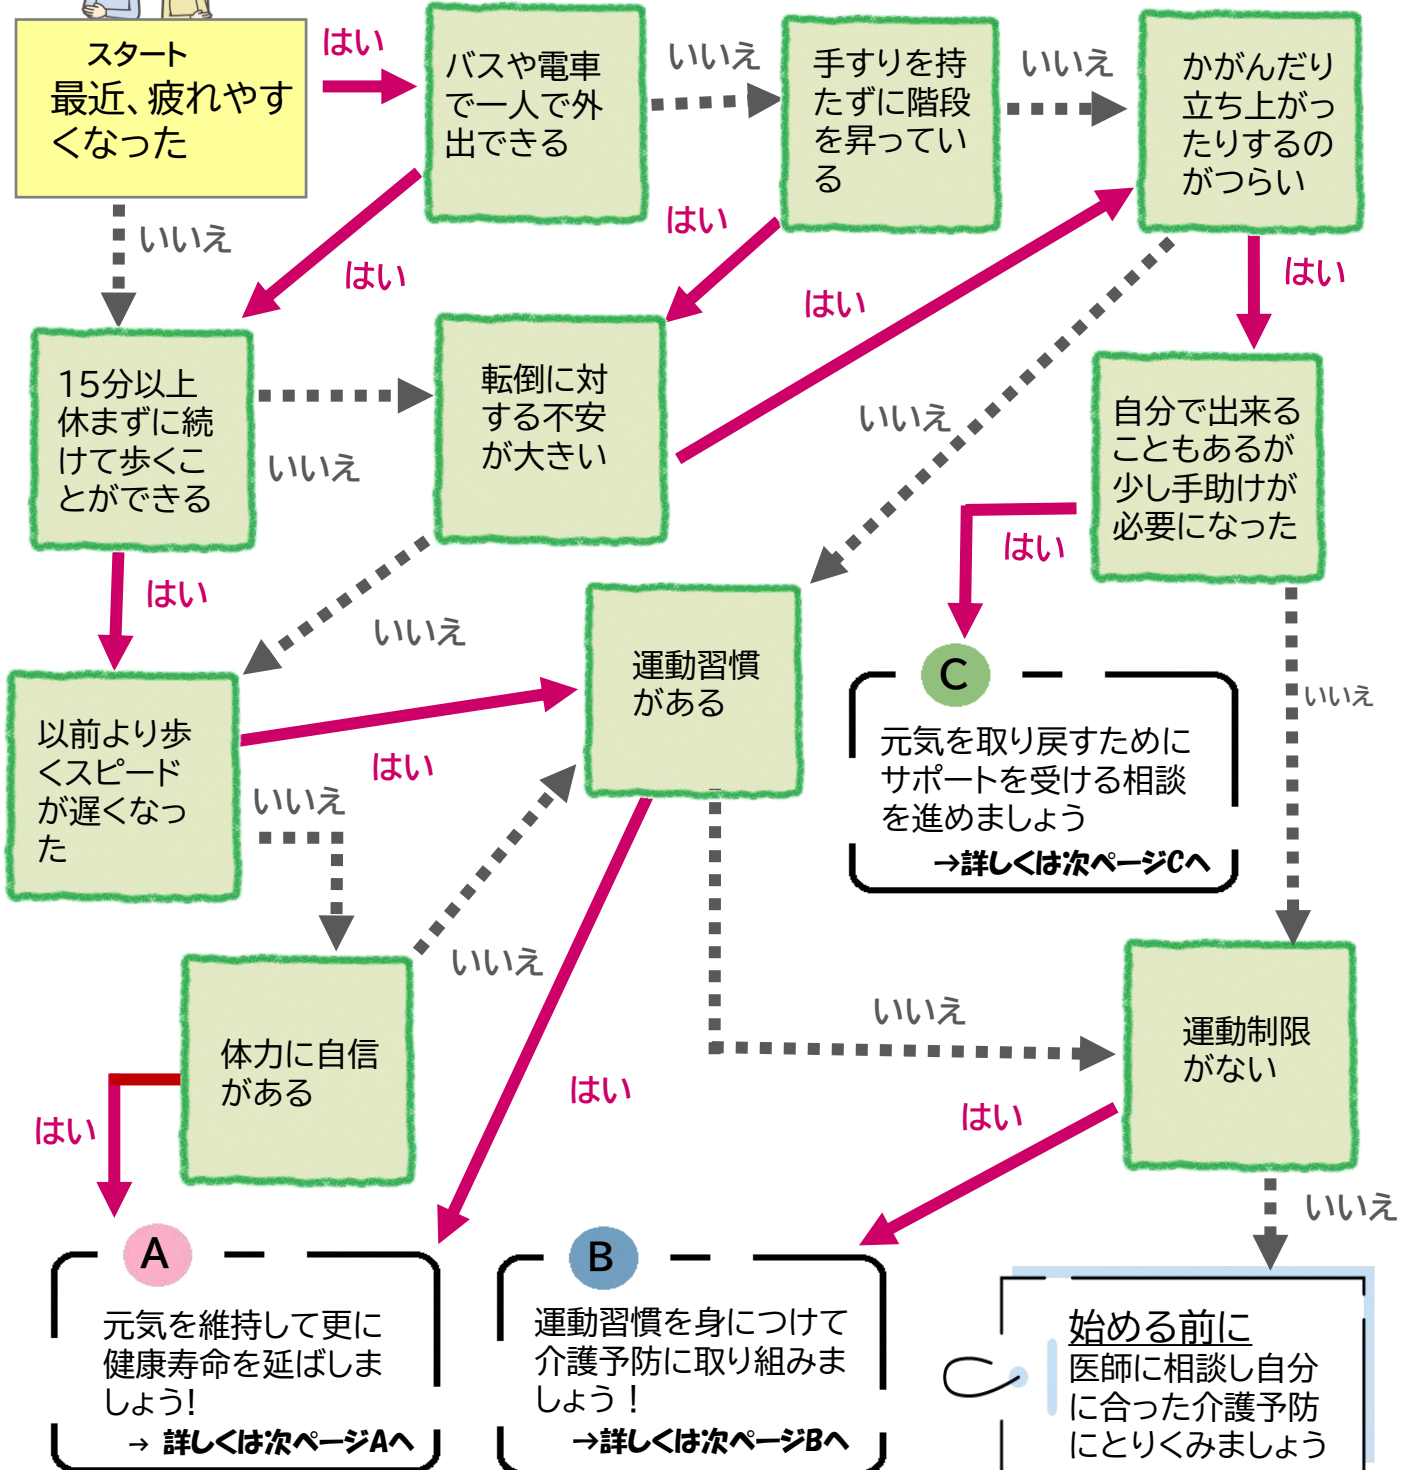 スタート
最近、疲れやす
くなった
はい
バスや電車
で一人で外
出できる
いいえ
手すりを持
たずに階段
を昇ってい
る
いいえ
かがんだり
立ち上がっ
たりするの
がつらい
いいえ
はい
はい
はい
はい
15分以上
休まずに続
けて歩くこ
とができる
いいえ
転倒に対
する不安
が大きい
いいえ
自分で出来る
こともあるが
少し手助けが
必要になった
はい
はい
いいえ
いいえ
以前より歩
くスピード
が遅くなっ
た
はい
いいえ
運動習慣
がある
C
元気を取り戻すために
サポートを受ける相談
を進めましょう
→詳しくは次ページCへ
いいえ
体力に自信
がある
はい
はい
いいえ
運動制限
がない
はい
いいえ
A
元気を維持して更に
健康寿命を延ばしま
しょう!
→ 詳しくは次ページAへ
B
運動習慣を身につけて
介護予防に取り組みま
しょう！
→詳しくは次ページBへ
始める前に
医師に相談し自分
に合った介護予防
にとりくみましょう